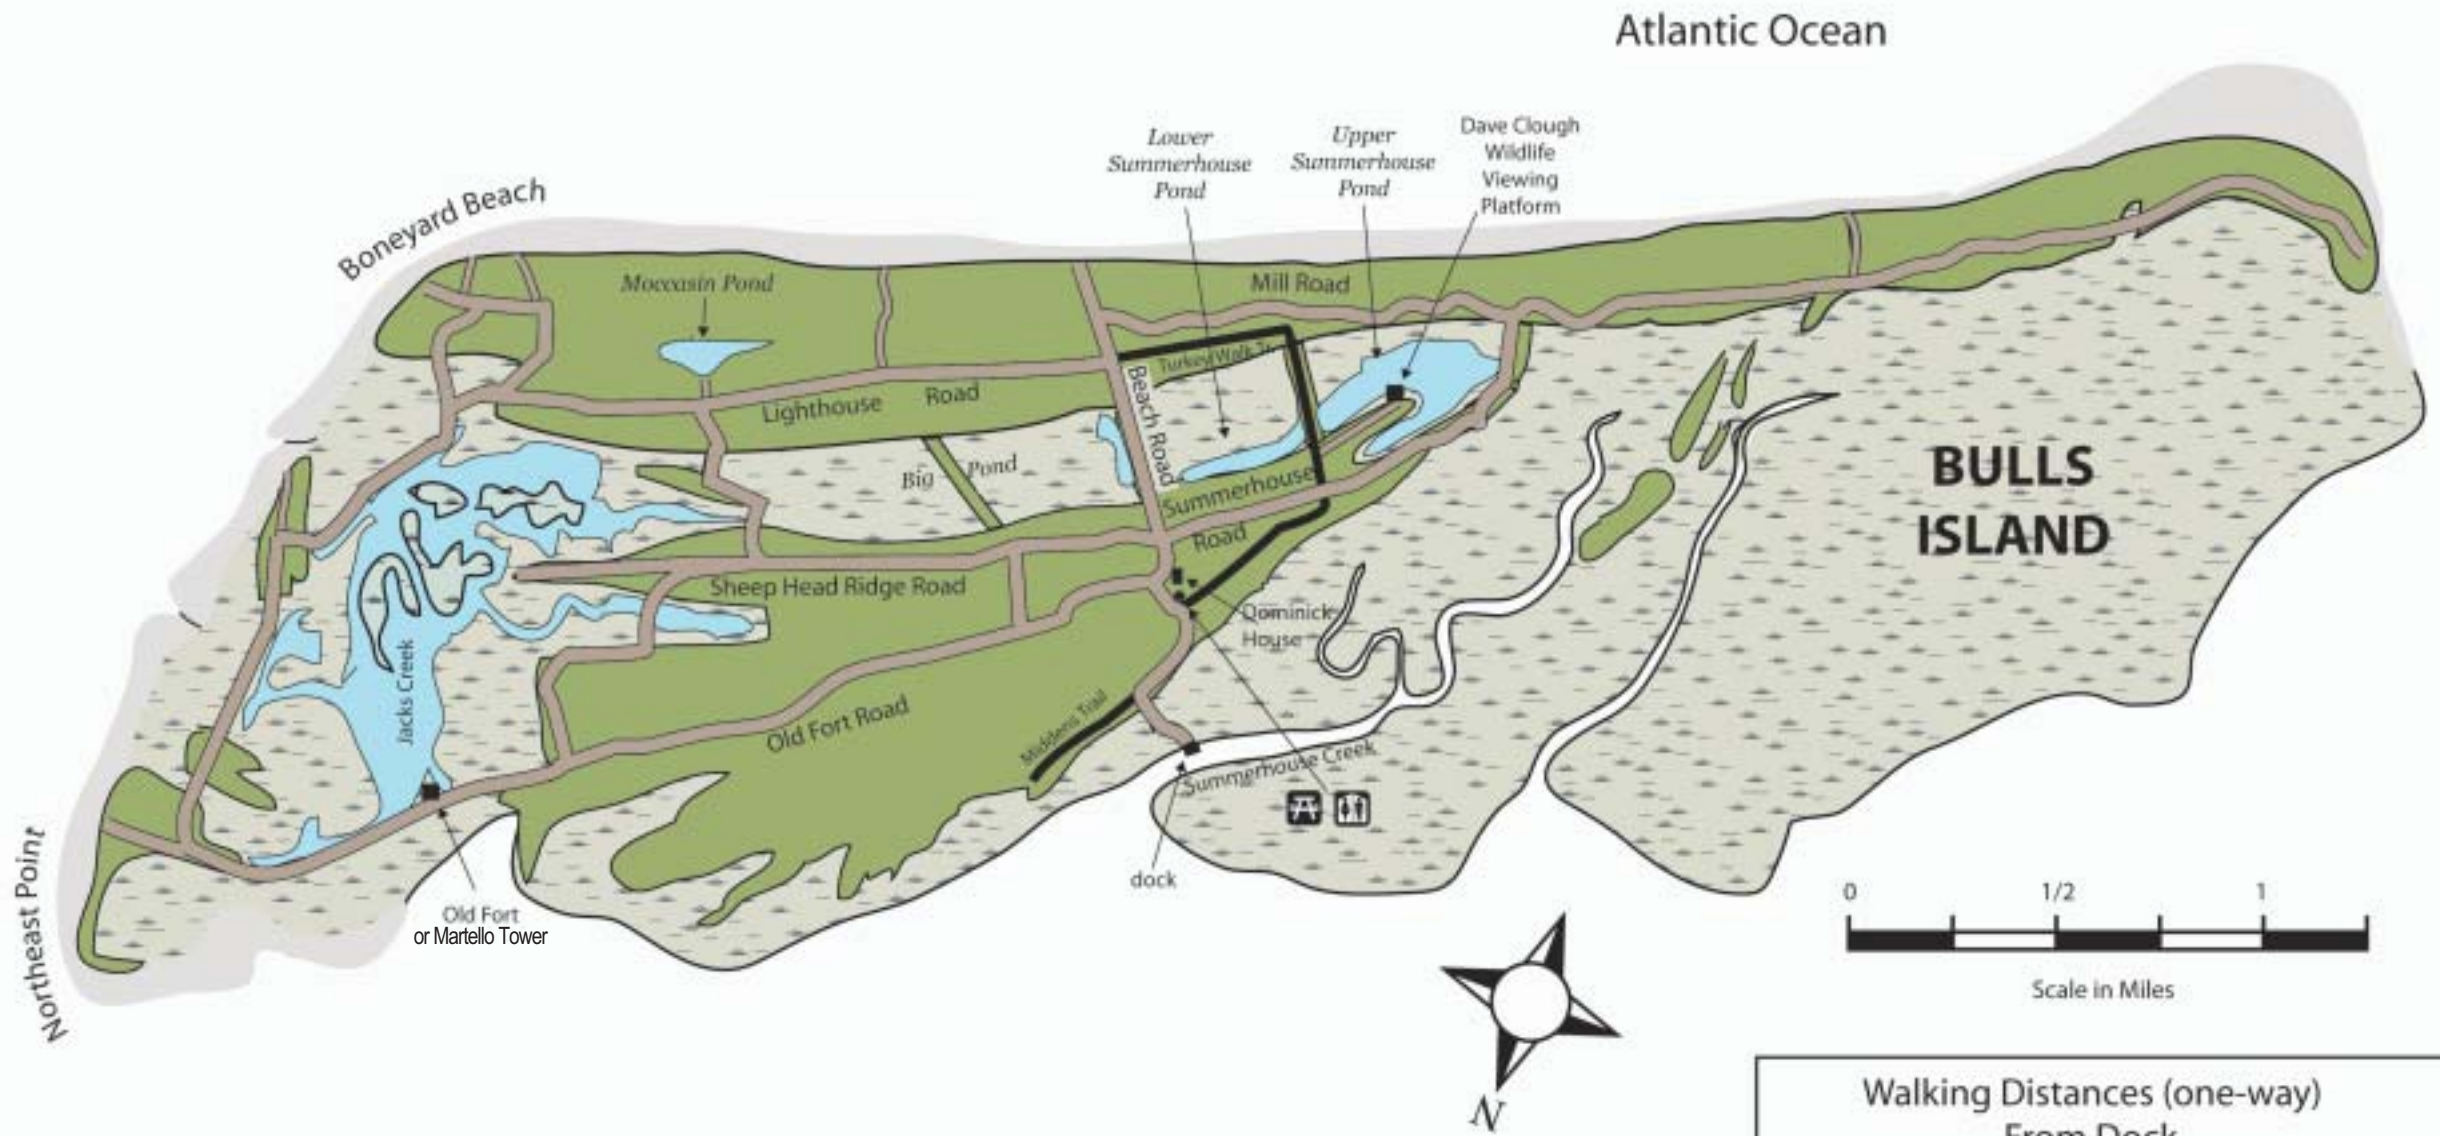 Atlantic Ocean
Boneyard Beach
Moccasin Pond
Lower
Summerhouse
Pond
Upper
Summerhouse
Pond
Dave Clough
Wildlife
Viewing
Platform
Mill Road
Turkey Walk Tr.
Lighthouse Road
Beach Road
Big Pond
Summerhouse
Road
BULLS
ISLAND
Sheep Head Ridge Road
Dominick
House
Jacks Creek
Old Fort Road
Middens Trail
Summerhouse Creek
dock
Old Fort
or Martello Tower
Northeast Point
0 1/2 1
Scale in Miles
N
Walking Distances (one-way)
From Dock